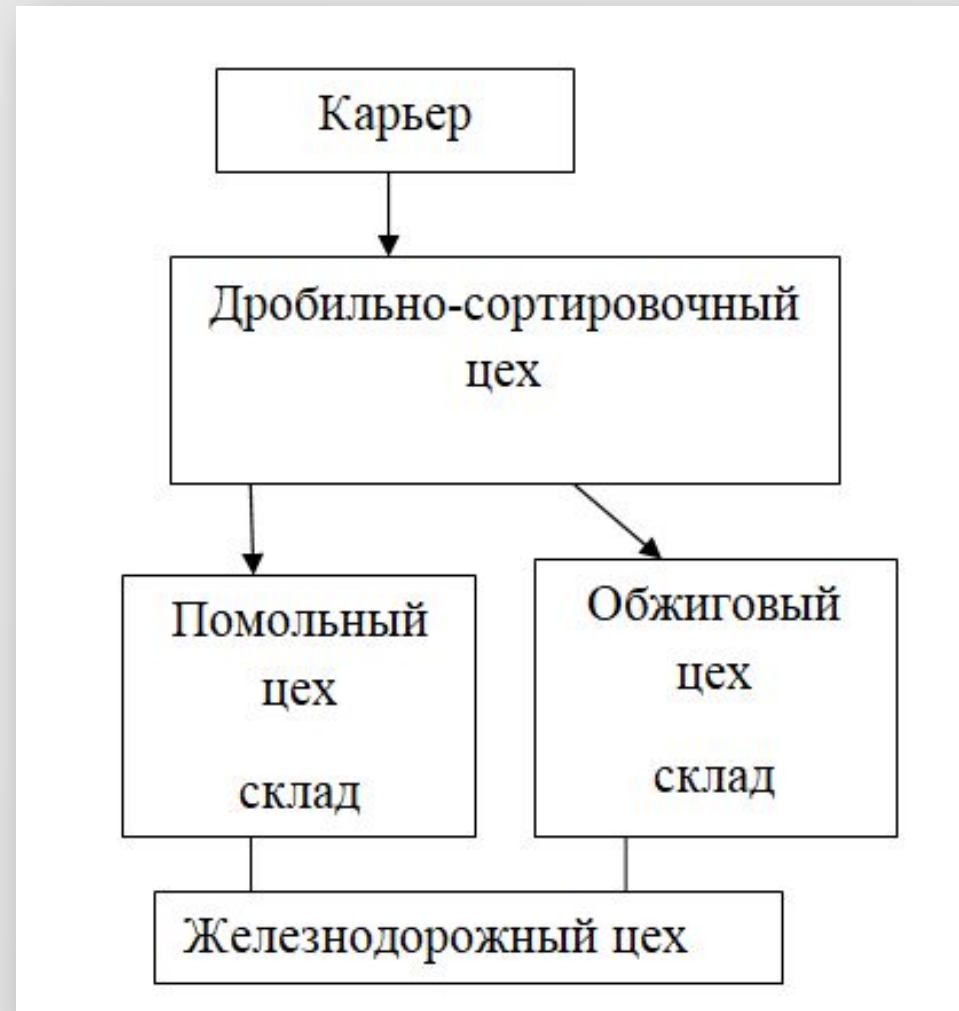 Карьер
Дробильно-сортировочный
цех
Помольный
цех
склад
Обжиговый
цех
склад
Железнодорожный цех